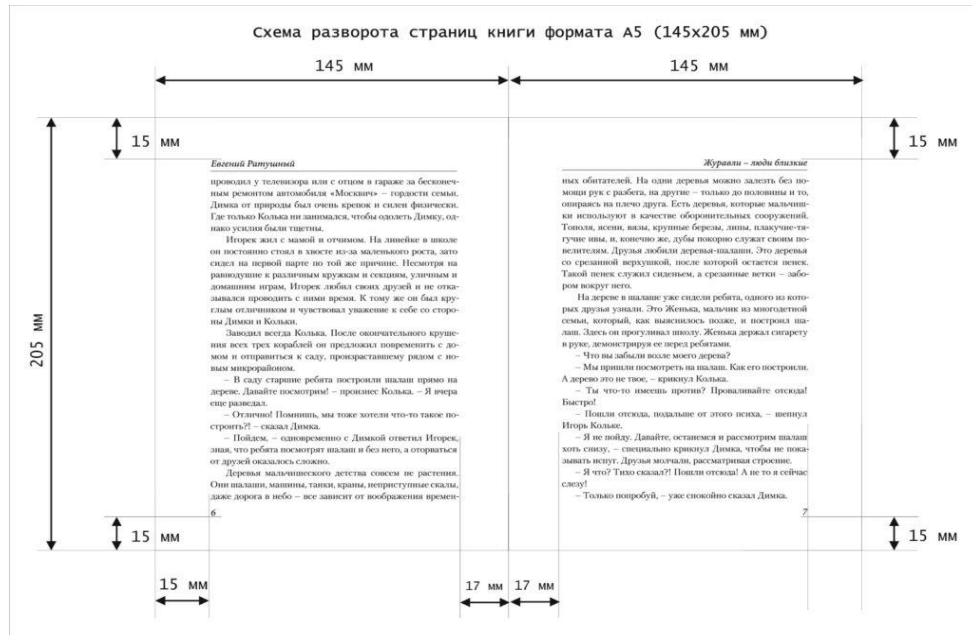 Схема разворота страниц книги формата А5 (145х205 мм)
145 мм
145 мм
15 мм
15 мм
205 мм
Евгений Ратушный
проводил у телевизора или с отцом в гараже за бесконеч-
ным ремонтом автомобиля «Москвич» – гордости семьи.
Димка от природы был очень крепок и силен физически.
Где только Колька ни занимался, чтобы одолеть Димку, од-
нако усилия были тщетны.
Игорек жил с мамой и отчимом. На линейке в школе
он постоянно стоял в хвосте из-за маленького роста, зато
сидел на первой парте по той же причине. Несмотря на
равнодушие к различным кружкам и секциям, уличным и
домашним играм, Игорек любил своих друзей и не отка-
зывался проводить с ними время. К тому же он был кру-
глым отличником и чувствовал уважение к себе со сторо-
ны Димки и Кольки.
Заводил всегда Колька. После окончательного круше-
ния всех трех кораблей он предложил повременить с до-
мом и отправиться к саду, произраставшему рядом с но-
вым микрорайоном.
– В саду старшие ребята построили шалаш прямо на
дереве. Давайте посмотрим! – произнес Колька. – Я вчера
еще разведал.
– Отлично! Помнишь, мы тоже хотели что-то такое по-
строить?! – сказал Димка.
– Пойдем, – одновременно с Димкой ответил Игорек,
зная, что ребята посмотрят шалаш и без него, а оторваться
от друзей оказалось сложно.
Деревья мальчишеского детства совсем не растения.
Они шалаши, машины, танки, краны, неприступные скалы,
даже дорога в небо – все зависит от воображения времен-
6
Журавли – люди близкие
ных обитателей. На одни деревья можно залезть без по-
мощи рук с разбега, на другие – только до половины и то,
опираясь на плечо друга. Есть деревья, которые мальчиш-
ки используют в качестве оборонительных сооружений.
Тополя, ясени, вязы, крупные березы, липы, плакучие-тя-
гучие ивы, и, конечно же, дубы покорно служат своим по-
велителям. Друзья любили деревья-шалаши. Это деревья
со срезанной верхушкой, после которой остается пенек.
Такой пенек служил сиденьем, а срезанные ветки – забо-
ром вокруг него.
На дереве в шалаше уже сидели ребята, одного из кото-
рых друзья узнали. Это Женька, мальчик из многодетной
семьи, который, как выяснилось позже, и построил ша-
лаш. Здесь он прогуливал школу. Женька держал сигарету
в руке, демонстрируя ее перед ребятами.
– Что вы забыли возле моего дерева?
– Мы пришли посмотреть на шалаш. Как его построили.
А дерево это не твое, – крикнул Колька.
– Ты что-то имеешь против? Проваливайте отсюда!
Быстро!
– Пошли отсюда, подальше от этого психа, – шепнул
Игорь Кольке.
– Я не пойду. Давайте, останемся и рассмотрим шалаш
хоть снизу, – специально крикнул Димка, чтобы не пока-
зывать испуг. Друзья молчали, рассматривая строение.
– Я что? Тихо сказал?! Пошли отсюда! А не то я сейчас
слезу!
– Только попробуй, – уже спокойно сказал Димка.
7
15 мм
15 мм
15 мм
17 мм
17 мм